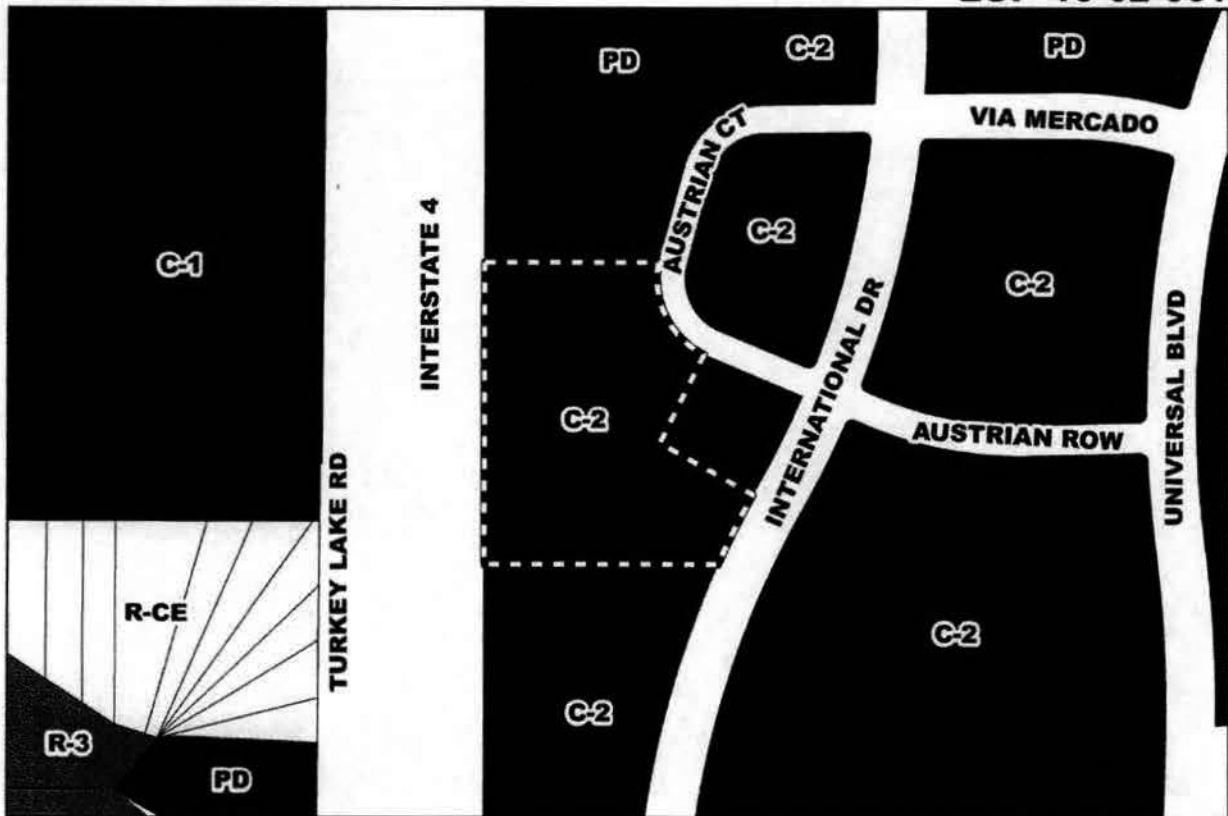 PD
C-2
PD
VIA MERCADO
AUSTRIAN CT
C-2
C-1
INTERSTATE 4
C-2
INTERNATIONAL DR
UNIVERSAL BLVD
C-2
AUSTRIAN ROW
TURKEY LAKE RD
R-CE
C-2
C-2
R-3
PD